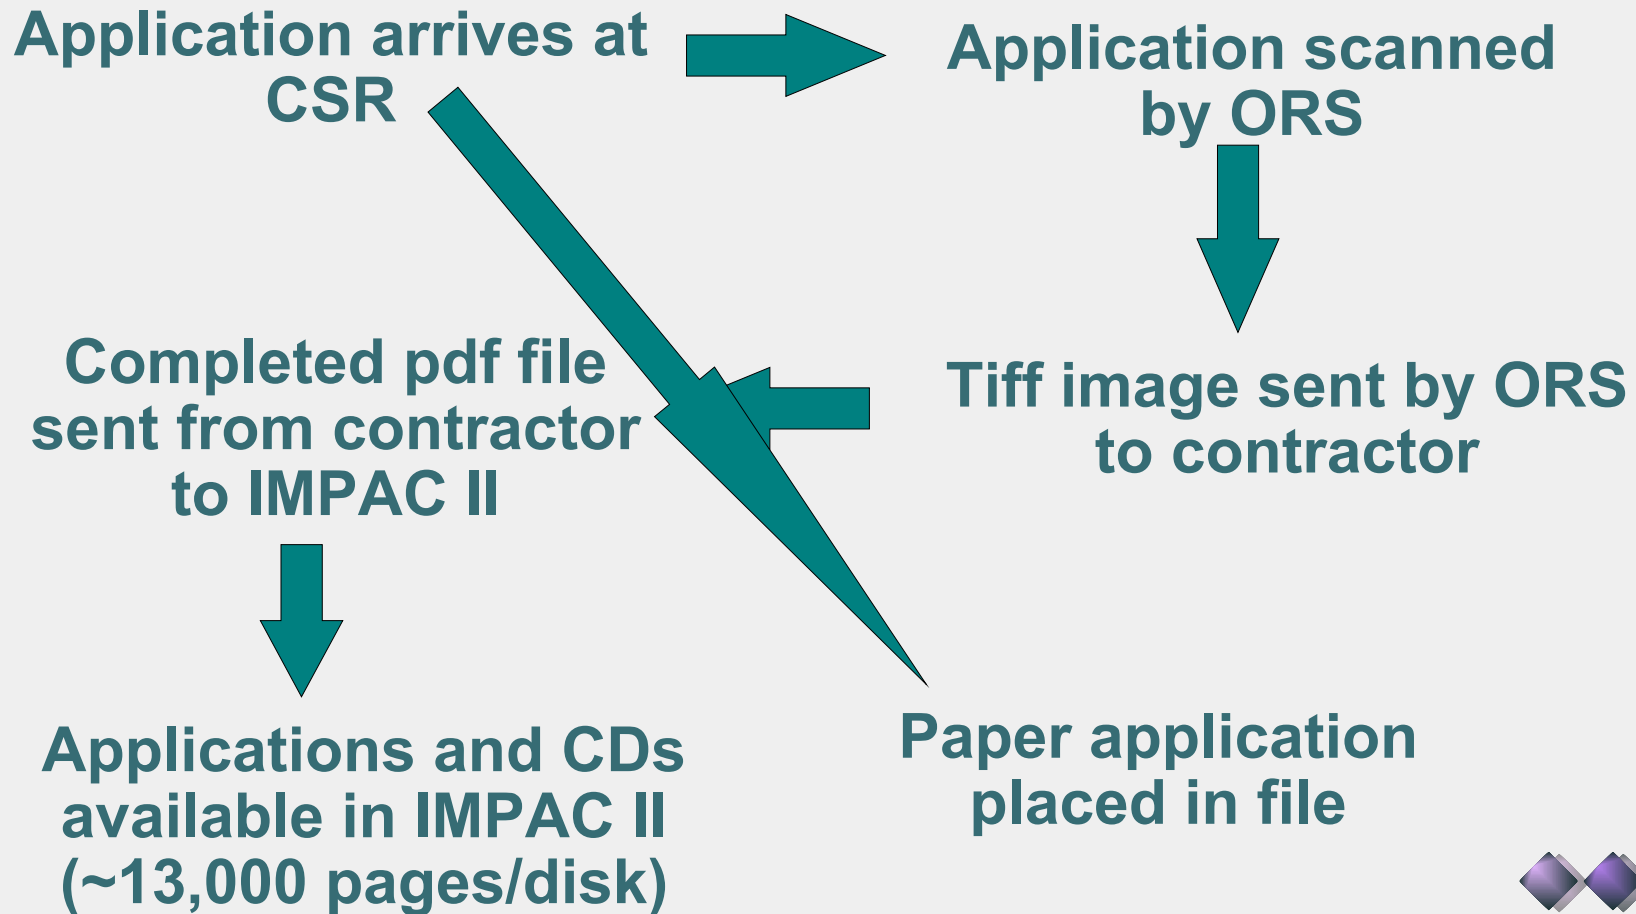 Application arrives at
CSR
Application scanned
by ORS
Tiff image sent by ORS
to contractor
Completed pdf file
sent from contractor
to IMPAC II
Applications and CDs
available in IMPAC II
(~13,000 pages/disk)
Paper application
placed in file